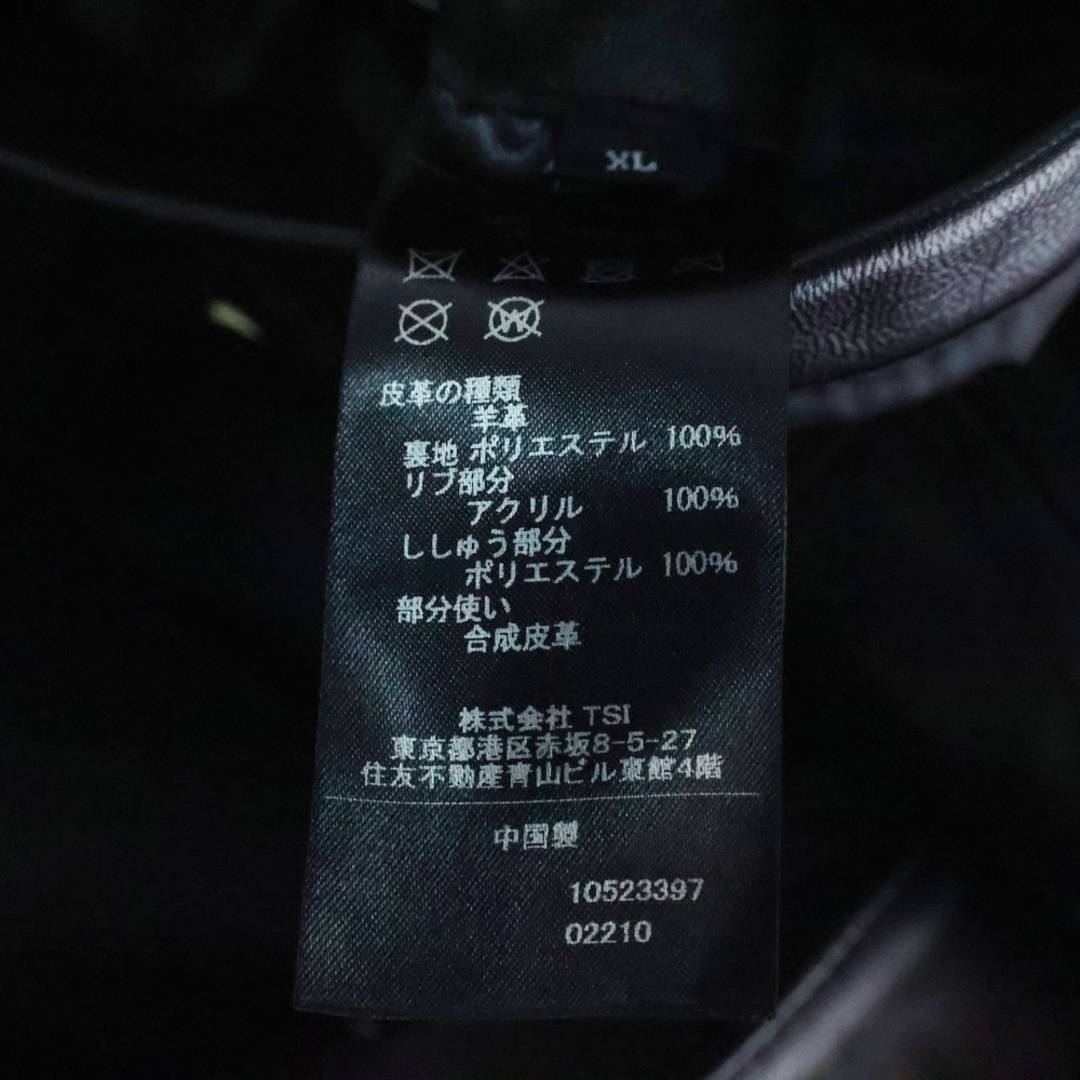 XL
W
皮革の種類
羊革
裏地 ポリエステル 100%
リブ部分
アクリル 100%
ししゅう部分
ポリエステル 100%
部分使い
合成皮革
株式会社 TSI
東京都港区赤坂8-5-27
住友不動産青山ビル東館4階
中国製
10523397
02210